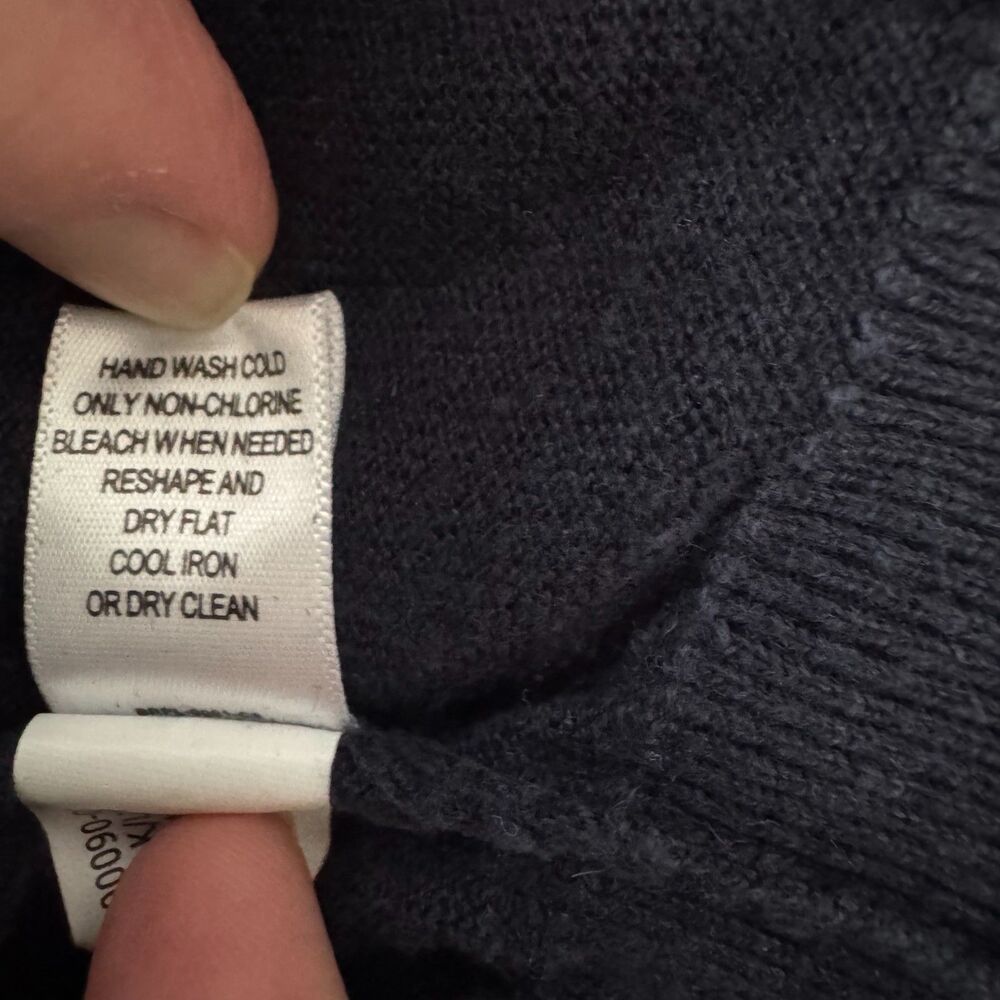 HAND WASH COLD
ONLY NON-CHLORINE
BLEACH WHEN NEEDED
RESHAPE AND
DRY FLAT
COOL IRON
OR DRY CLEAN